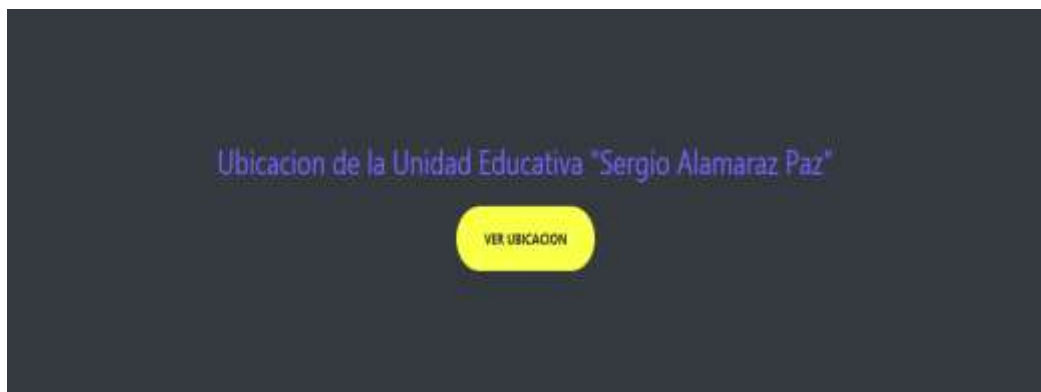 Ubicacion de la Unidad Educativa "Sergio Alamaraz Paz"
VER UBICACION